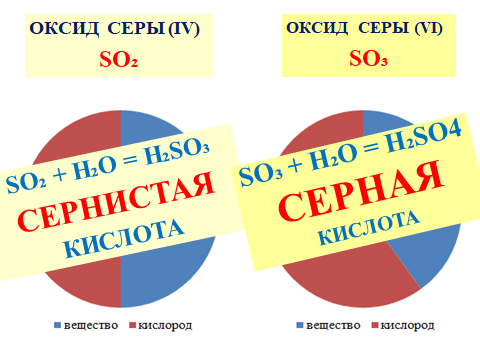 ОКСИД СЕРЫ (IV)
SO₂
SO₂ + H₂O = H₂SO₃
СЕРНИСТАЯ
КИСЛОТА
вещество кислород
ОКСИД СЕРЫ (VI)
SO₃
SO₃ + H₂O = H₂SO4
СЕРНАЯ
КИСЛОТА
вещество кислород